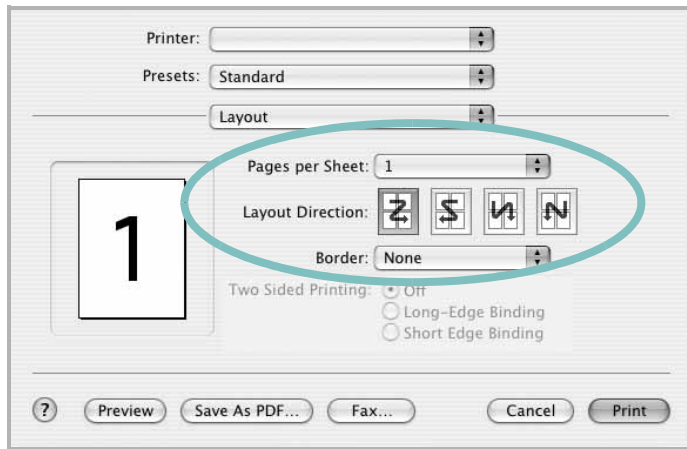 Printer:
Presets: Standard
Layout
Pages per Sheet: 1
1
Layout Direction:
Border: None
Two Sided Printing: Off
Long-Edge Binding
Short Edge Binding
? Preview Save As PDF... Fax... Cancel Print